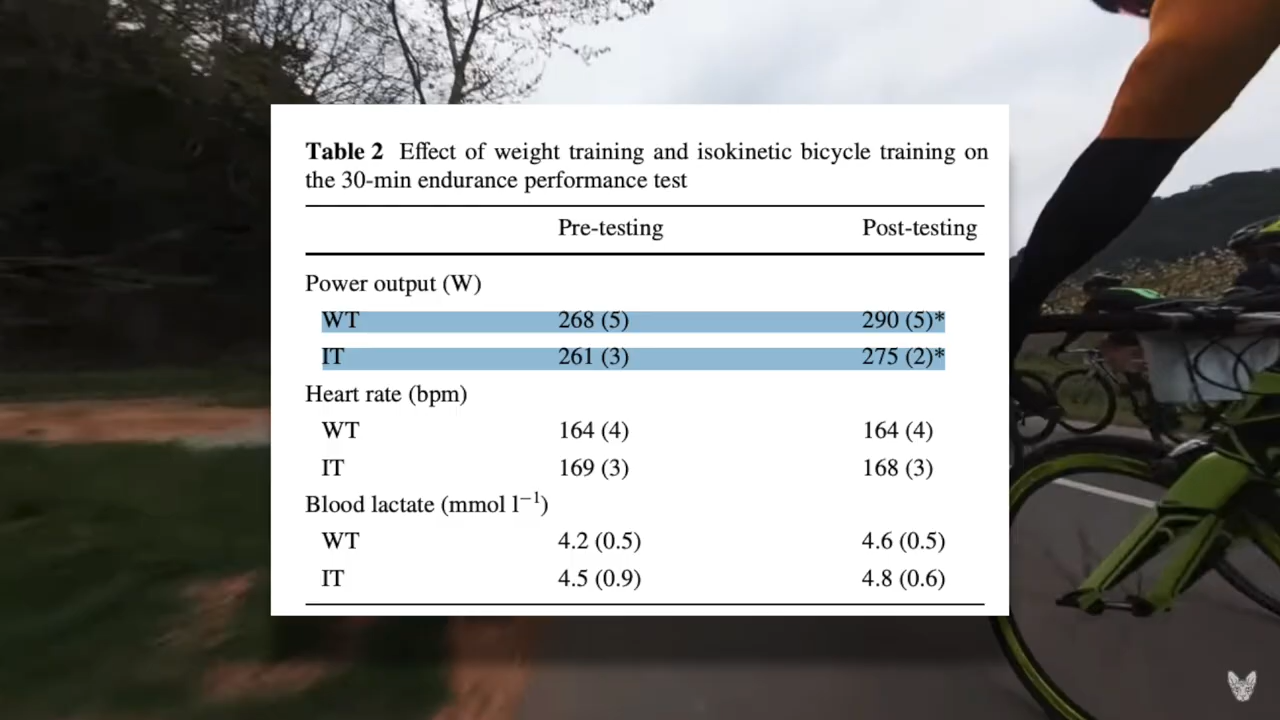 Table 2 Effect of weight training and isokinetic bicycle training on
the 30-min endurance performance test
Pre-testing Post-testing
Power output (W)
WT 268 (5) 290 (5)*
IT 261 (3) 275 (2)*
Heart rate (bpm)
WT 164 (4) 164 (4)
IT 169 (3) 168 (3)
Blood lactate (mmol l⁻¹)
WT 4.2 (0.5) 4.6 (0.5)
IT 4.5 (0.9) 4.8 (0.6)